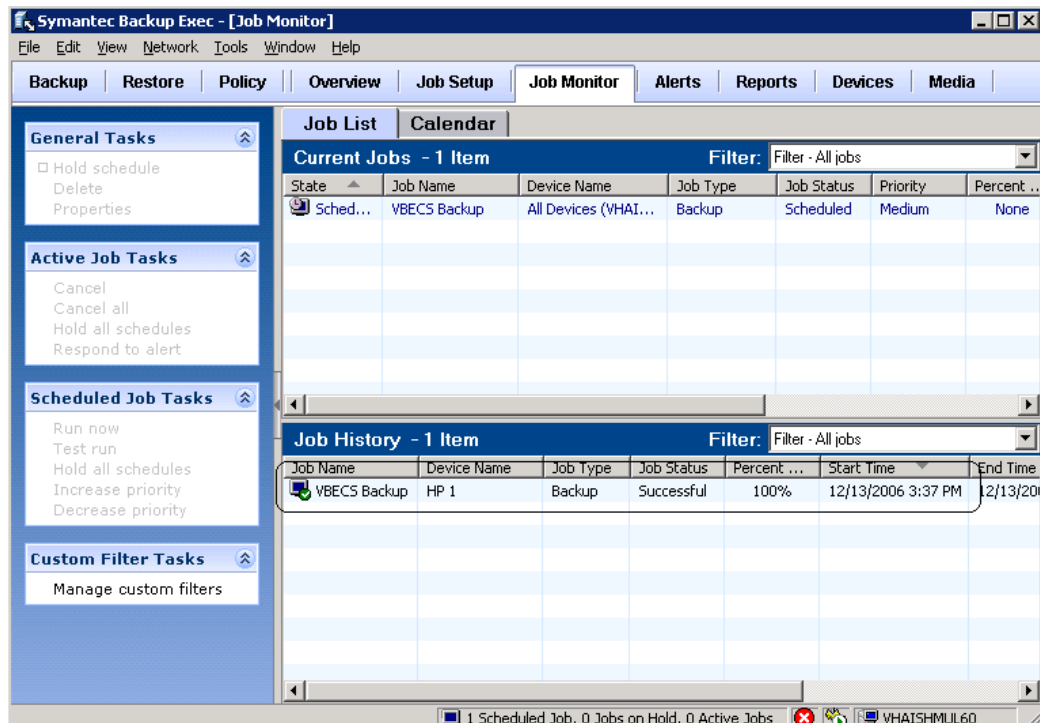 Symantec Backup Exec - [Job Monitor]
File Edit View Network Tools Window Help
Backup Restore Policy Overview Job Setup Job Monitor Alerts Reports Devices Media
General Tasks
Hold schedule
Delete
Properties
Active Job Tasks
Cancel
Cancel all
Hold all schedules
Respond to alert
Scheduled Job Tasks
Run now
Test run
Hold all schedules
Increase priority
Decrease priority
Custom Filter Tasks
Manage custom filters
Job List Calendar
Current Jobs - 1 Item Filter: Filter - All jobs
State Job Name Device Name Job Type Job Status Priority Percent ..
Sched... VBECS Backup All Devices (VHAI... Backup Scheduled Medium None
Job History - 1 Item Filter: Filter - All jobs
Job Name Device Name Job Type Job Status Percent ... Start Time End Time
VBECS Backup HP 1 Backup Successful 100% 12/13/2006 3:37 PM 12/13/200
1 Scheduled Job, 0 Jobs on Hold, 0 Active Jobs VHAISHMUL60